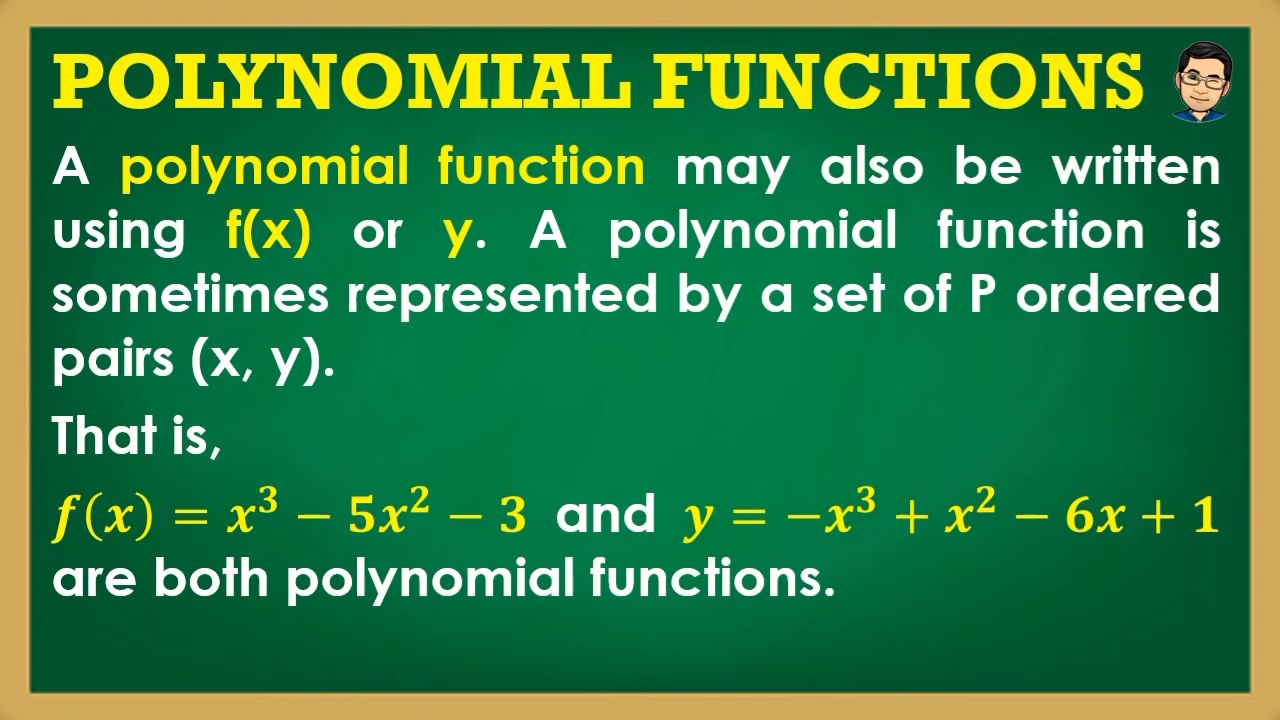 POLYNOMIAL FUNCTIONS
A polynomial function may also be written
using f(x) or y. A polynomial function is
sometimes represented by a set of P ordered
pairs (x, y).
That is,
f(x) = x³ − 5x² − 3 and y = −x³ + x² − 6x + 1
are both polynomial functions.